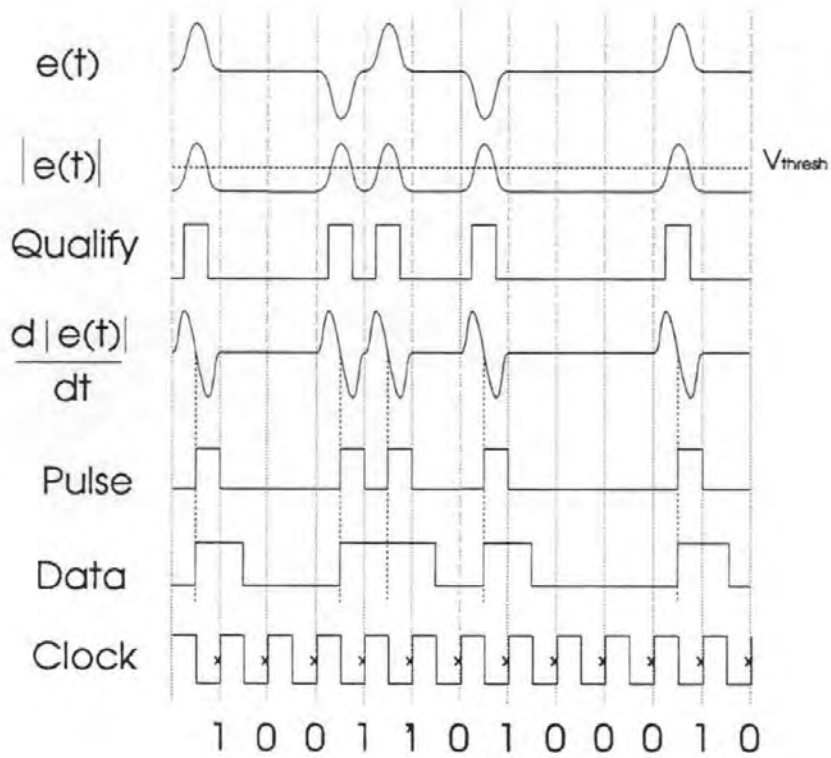 e(t)
|e(t)|
Vthresh
Qualify
d|e(t)|
dt
Pulse
Data
Clock
x x x x x x x x x x x x
1 0 0 1 1 0 1 0 0 0 1 0